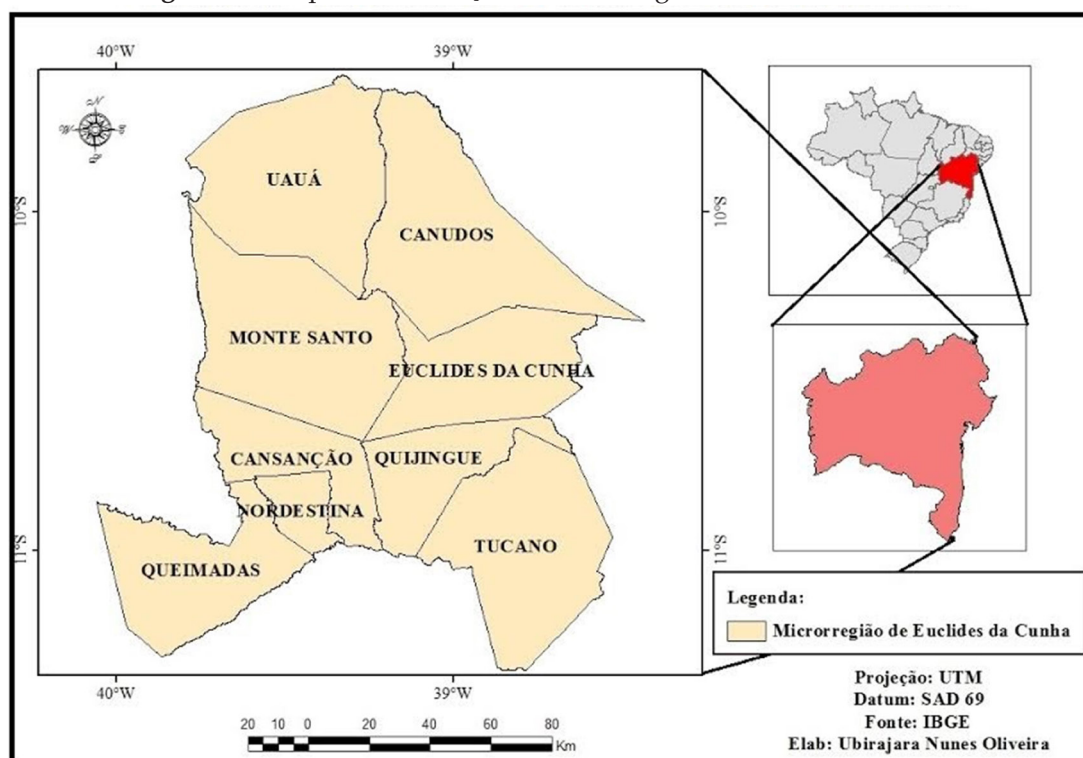 40°W 39°W
N
W E
S
UAUÁ
10°S 10°S
CANUDOS
MONTE SANTO
EUCLIDES DA CUNHA
CANSANÇÃO QUIJINGUE
NORDESTINA
11°S 11°S
TUCANO
QUEIMADAS
Legenda:
Microrregião de Euclides da Cunha
40°W 39°W
Projeção: UTM
Datum: SAD 69
Fonte: IBGE
Elab: Ubirajara Nunes Oliveira
20 10 0 20 40 60 80
Km